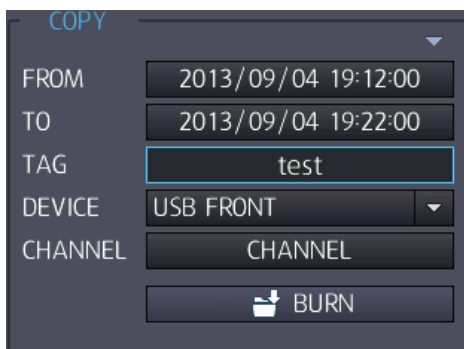 COPY
FROM 2013/09/04 19:12:00
TO 2013/09/04 19:22:00
TAG test
DEVICE USB FRONT
CHANNEL CHANNEL
BURN